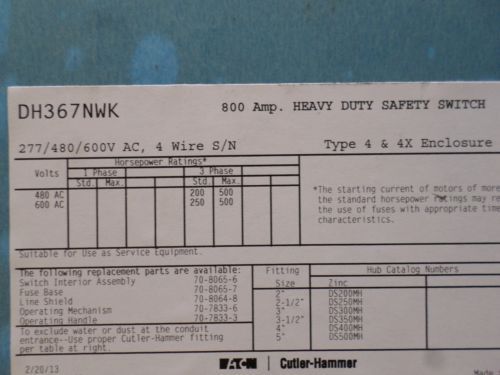 DH367NWK 800 Amp. HEAVY DUTY SAFETY SWITCH
277/480/600V AC, 4 Wire S/N Type 4 & 4X Enclosure
Horsepower Ratings*
Volts 1 Phase 3 Phase
Std. Max. Std. Max.
480 AC 200 500
600 AC 250 500
*The starting current of motors of more
the standard horsepower ratings may re
the use of fuses with appropriate time
characteristics.
Suitable for Use as Service Equipment.
The following replacement parts are available:
Switch Interior Assembly 70-8065-6
Fuse Base 70-8065-7
Line Shield 70-8064-8
Operating Mechanism 70-7833-6
Operating Handle 70-7833-3
To exclude water or dust at the conduit
entrance--Use proper Cutler-Hammer fitting
per table at right.
Fitting Hub Catalog Numbers
Size Zinc
2" DS200MH
2-1/2" DS250MH
3" DS300MH
3-1/2" DS350MH
4" DS400MH
5" DS500MH
2/20/13 EATON Cutler-Hammer Made